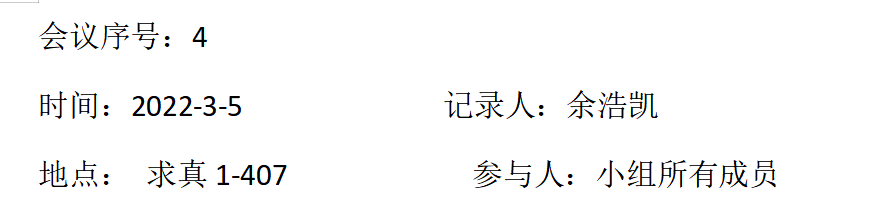 会议序号：4
时间：2022-3-5 记录人：余浩凯
地点： 求真 1-407 参与人：小组所有成员